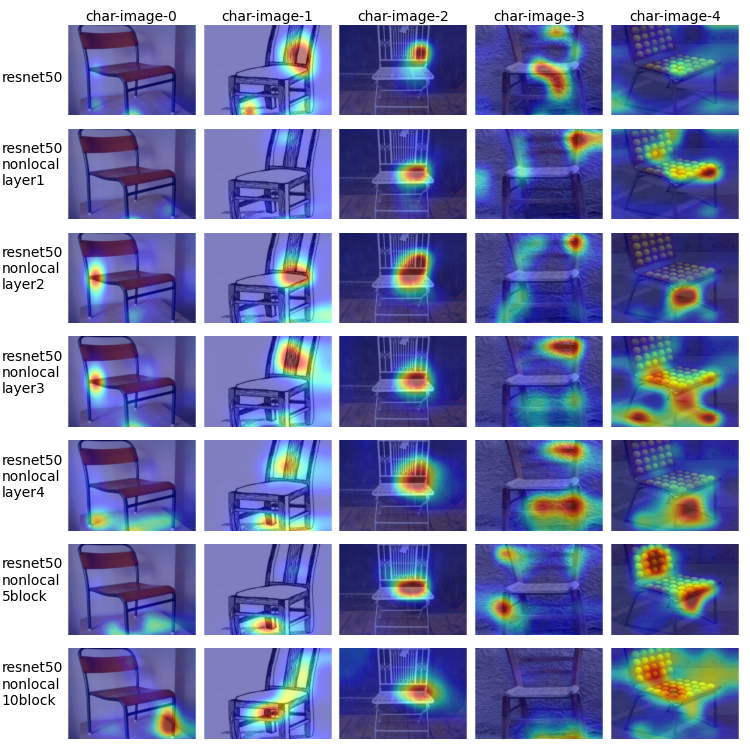 char-image-0 char-image-1 char-image-2 char-image-3 char-image-4
resnet50
resnet50
nonlocal
layer1
resnet50
nonlocal
layer2
resnet50
nonlocal
layer3
resnet50
nonlocal
layer4
resnet50
nonlocal
5block
resnet50
nonlocal
10block